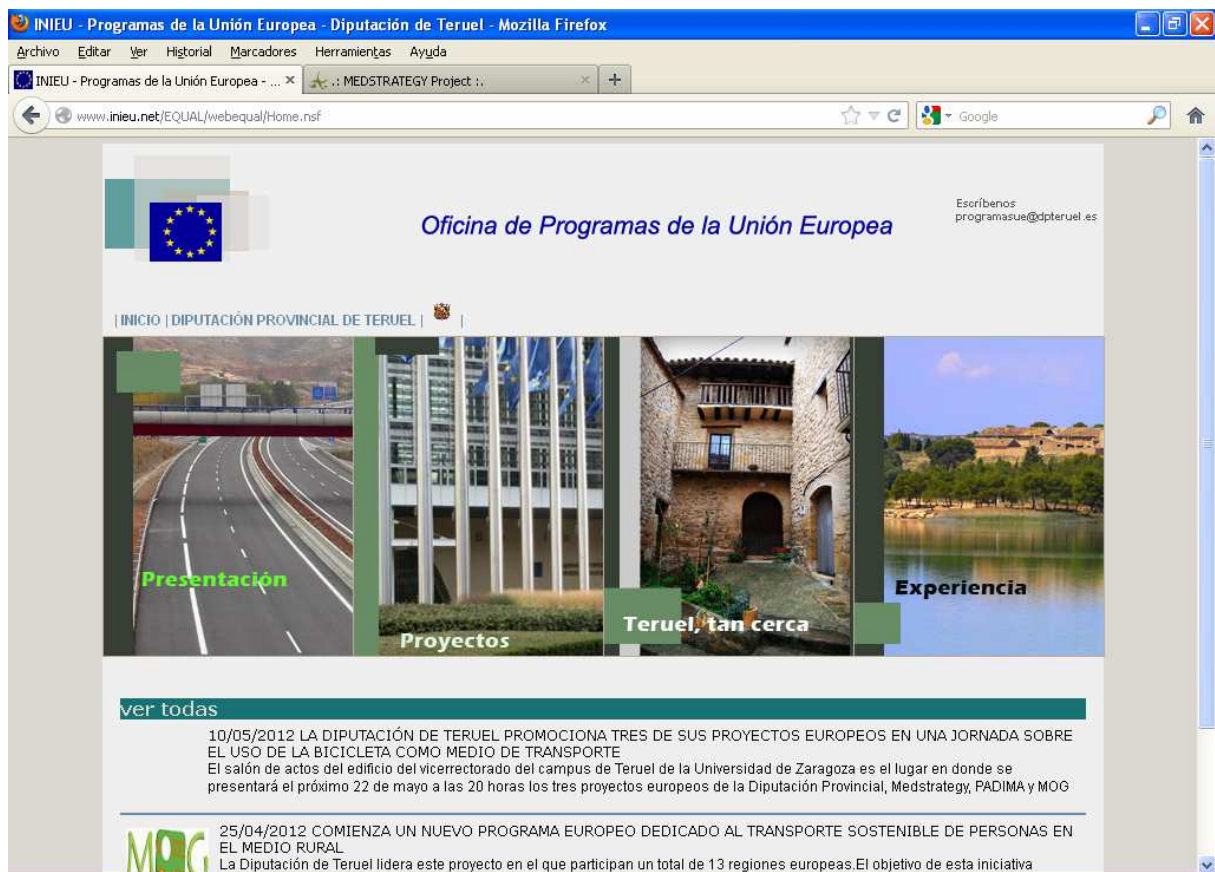 INIEU - Programas de la Unión Europea - Diputación de Teruel - Mozilla Firefox
Archivo Editar Ver Historial Marcadores Herramientas Ayuda
INIEU - Programas de la Unión Europea - ... × .: MEDSTRATEGY Project :. × +
www.inieu.net/EQUAL/webequal/Home.nsf Google
Oficina de Programas de la Unión Europea
Escríbenos
programasue@dpteruel.es
| INICIO | DIPUTACIÓN PROVINCIAL DE TERUEL | |
Presentación
Proyectos
Teruel, tan cerca
Experiencia
ver todas
10/05/2012 LA DIPUTACIÓN DE TERUEL PROMOCIONA TRES DE SUS PROYECTOS EUROPEOS EN UNA JORNADA SOBRE
EL USO DE LA BICICLETA COMO MEDIO DE TRANSPORTE
El salón de actos del edificio del vicerrectorado del campus de Teruel de la Universidad de Zaragoza es el lugar en donde se
presentará el próximo 22 de mayo a las 20 horas los tres proyectos europeos de la Diputación Provincial, Medstrategy, PADIMA y MOG
MOG
25/04/2012 COMIENZA UN NUEVO PROGRAMA EUROPEO DEDICADO AL TRANSPORTE SOSTENIBLE DE PERSONAS EN
EL MEDIO RURAL
La Diputación de Teruel lidera este proyecto en el que participan un total de 13 regiones europeas.El objetivo de esta iniciativa